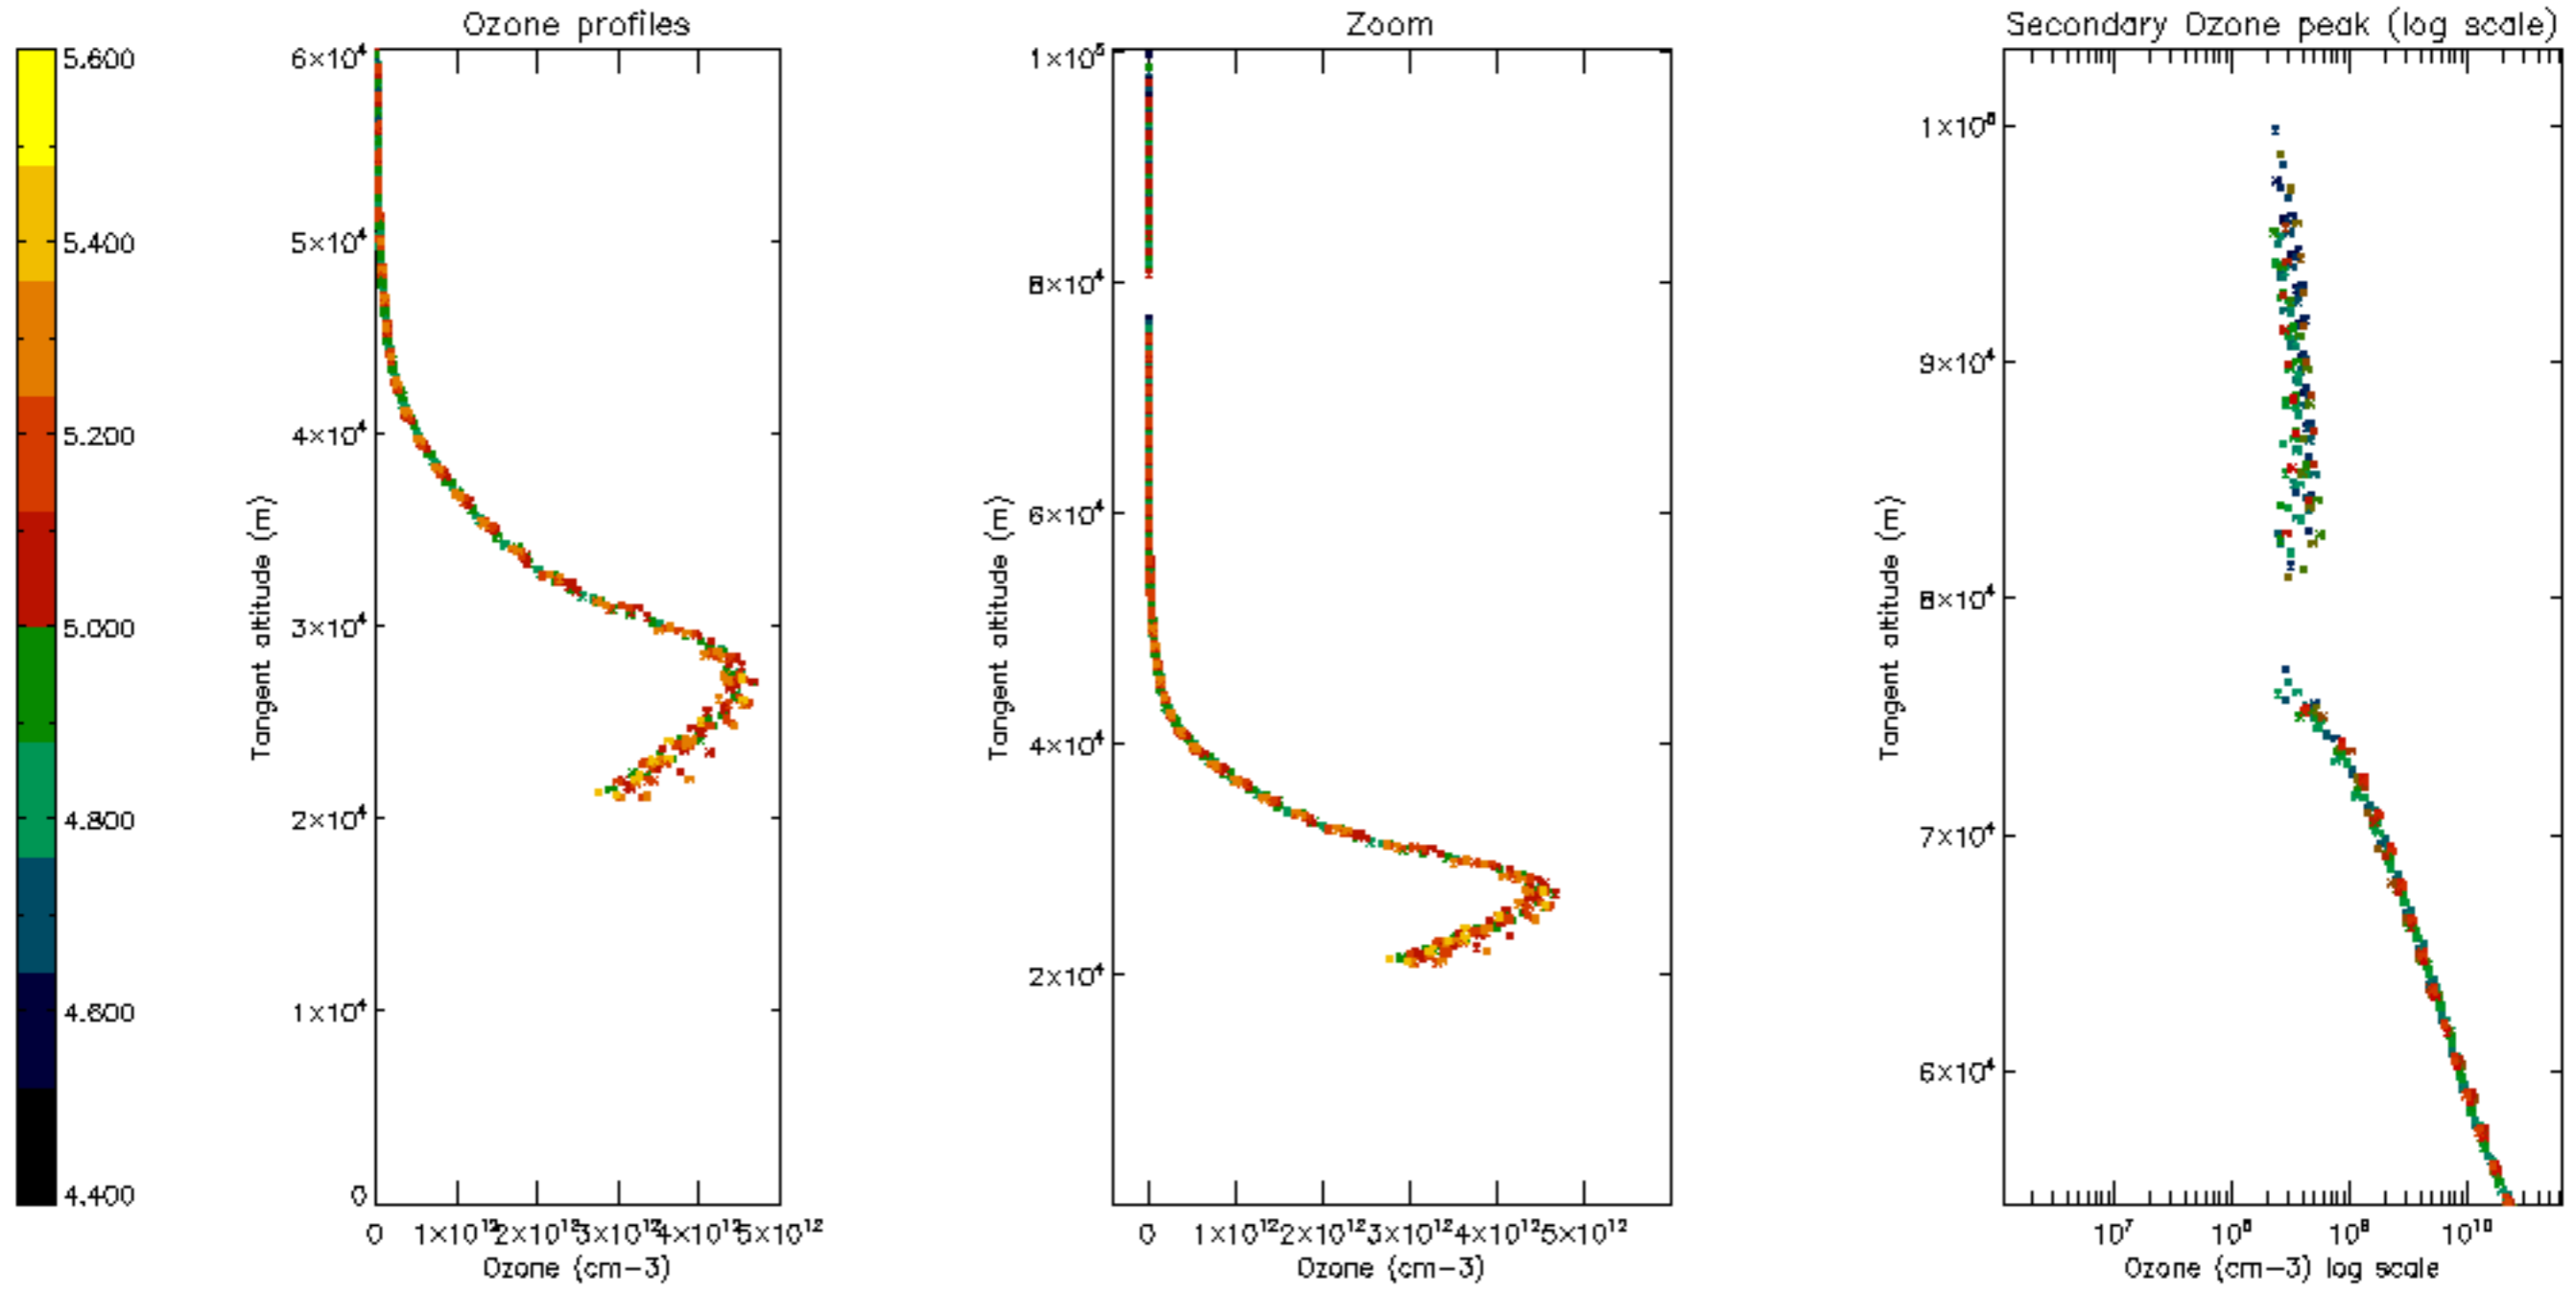 Ozone profiles
Zoom
Secondary Ozone peak (log scale)
5.600
5.400
5.200
5.000
4.800
4.600
4.400
6×10⁴
5×10⁴
4×10⁴
3×10⁴
2×10⁴
1×10⁴
0
Tangent altitude (m)
0 1×10¹² 2×10¹² 3×10¹² 4×10¹² 5×10¹²
Ozone (cm−3)
1×10⁵
8×10⁴
6×10⁴
4×10⁴
2×10⁴
Tangent altitude (m)
0 1×10¹² 2×10¹² 3×10¹² 4×10¹² 5×10¹²
Ozone (cm−3)
1×10⁵
9×10⁴
8×10⁴
7×10⁴
6×10⁴
Tangent altitude (m)
10⁷ 10⁸ 10⁹ 10¹⁰
Ozone (cm−3) log scale